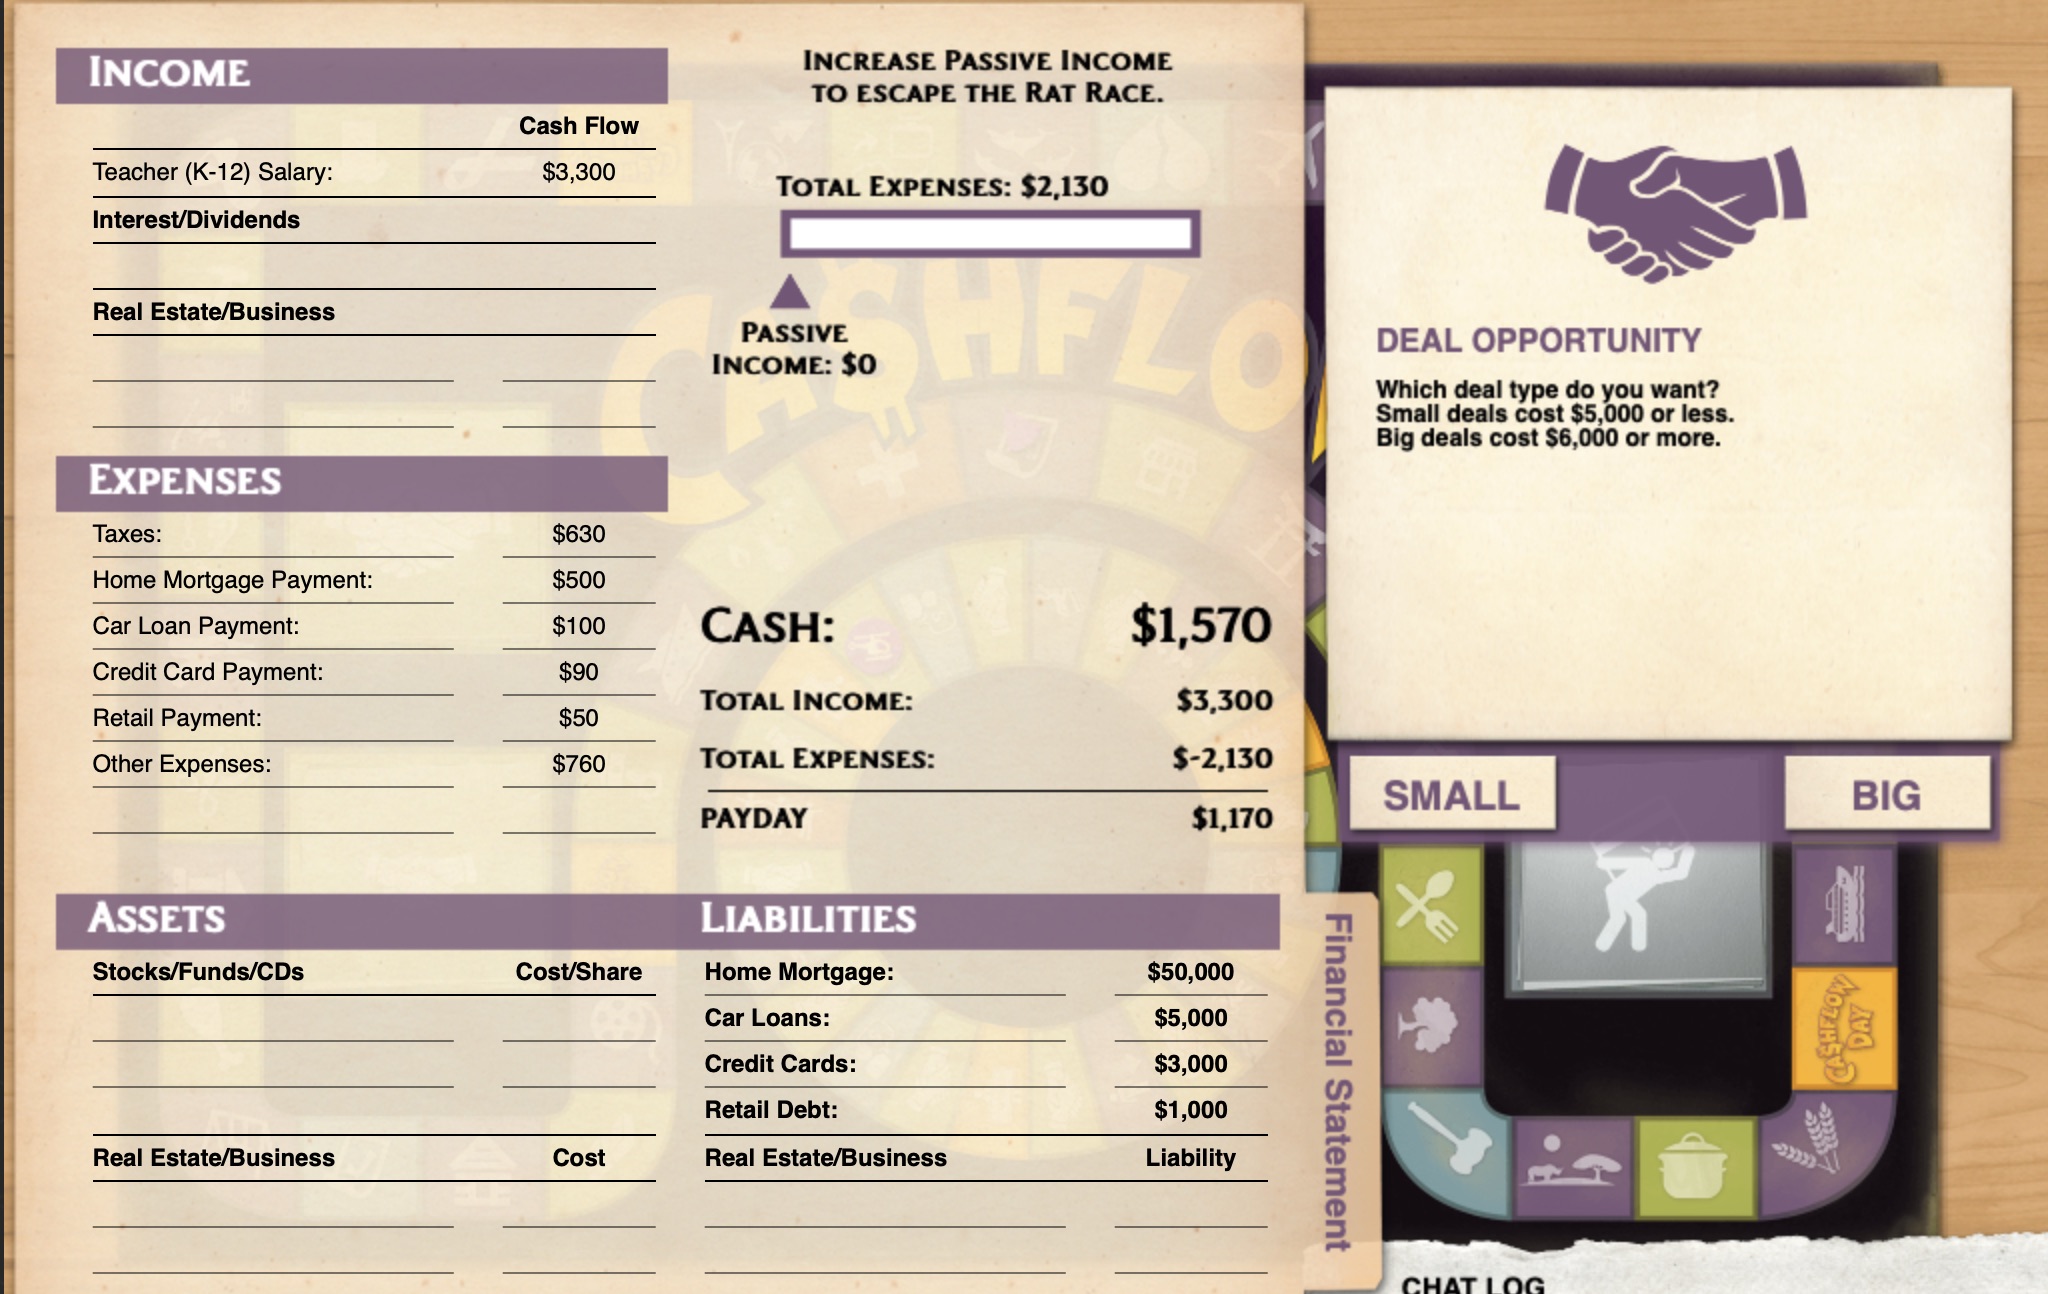 INCOME
Cash Flow
Teacher (K-12) Salary: $3,300
Interest/Dividends
Real Estate/Business
EXPENSES
Taxes: $630
Home Mortgage Payment: $500
Car Loan Payment: $100
Credit Card Payment: $90
Retail Payment: $50
Other Expenses: $760
INCREASE PASSIVE INCOME
TO ESCAPE THE RAT RACE.
TOTAL EXPENSES: $2,130
PASSIVE
INCOME: $0
CASHFLO
CASH: $1,570
TOTAL INCOME: $3,300
TOTAL EXPENSES: $-2,130
PAYDAY $1,170
ASSETS
Stocks/Funds/CDs Cost/Share
Real Estate/Business Cost
LIABILITIES
Home Mortgage: $50,000
Car Loans: $5,000
Credit Cards: $3,000
Retail Debt: $1,000
Real Estate/Business Liability
Financial Statement
DEAL OPPORTUNITY
Which deal type do you want?
Small deals cost $5,000 or less.
Big deals cost $6,000 or more.
SMALL BIG
CASHFLOW
DAY
CHAT LOG